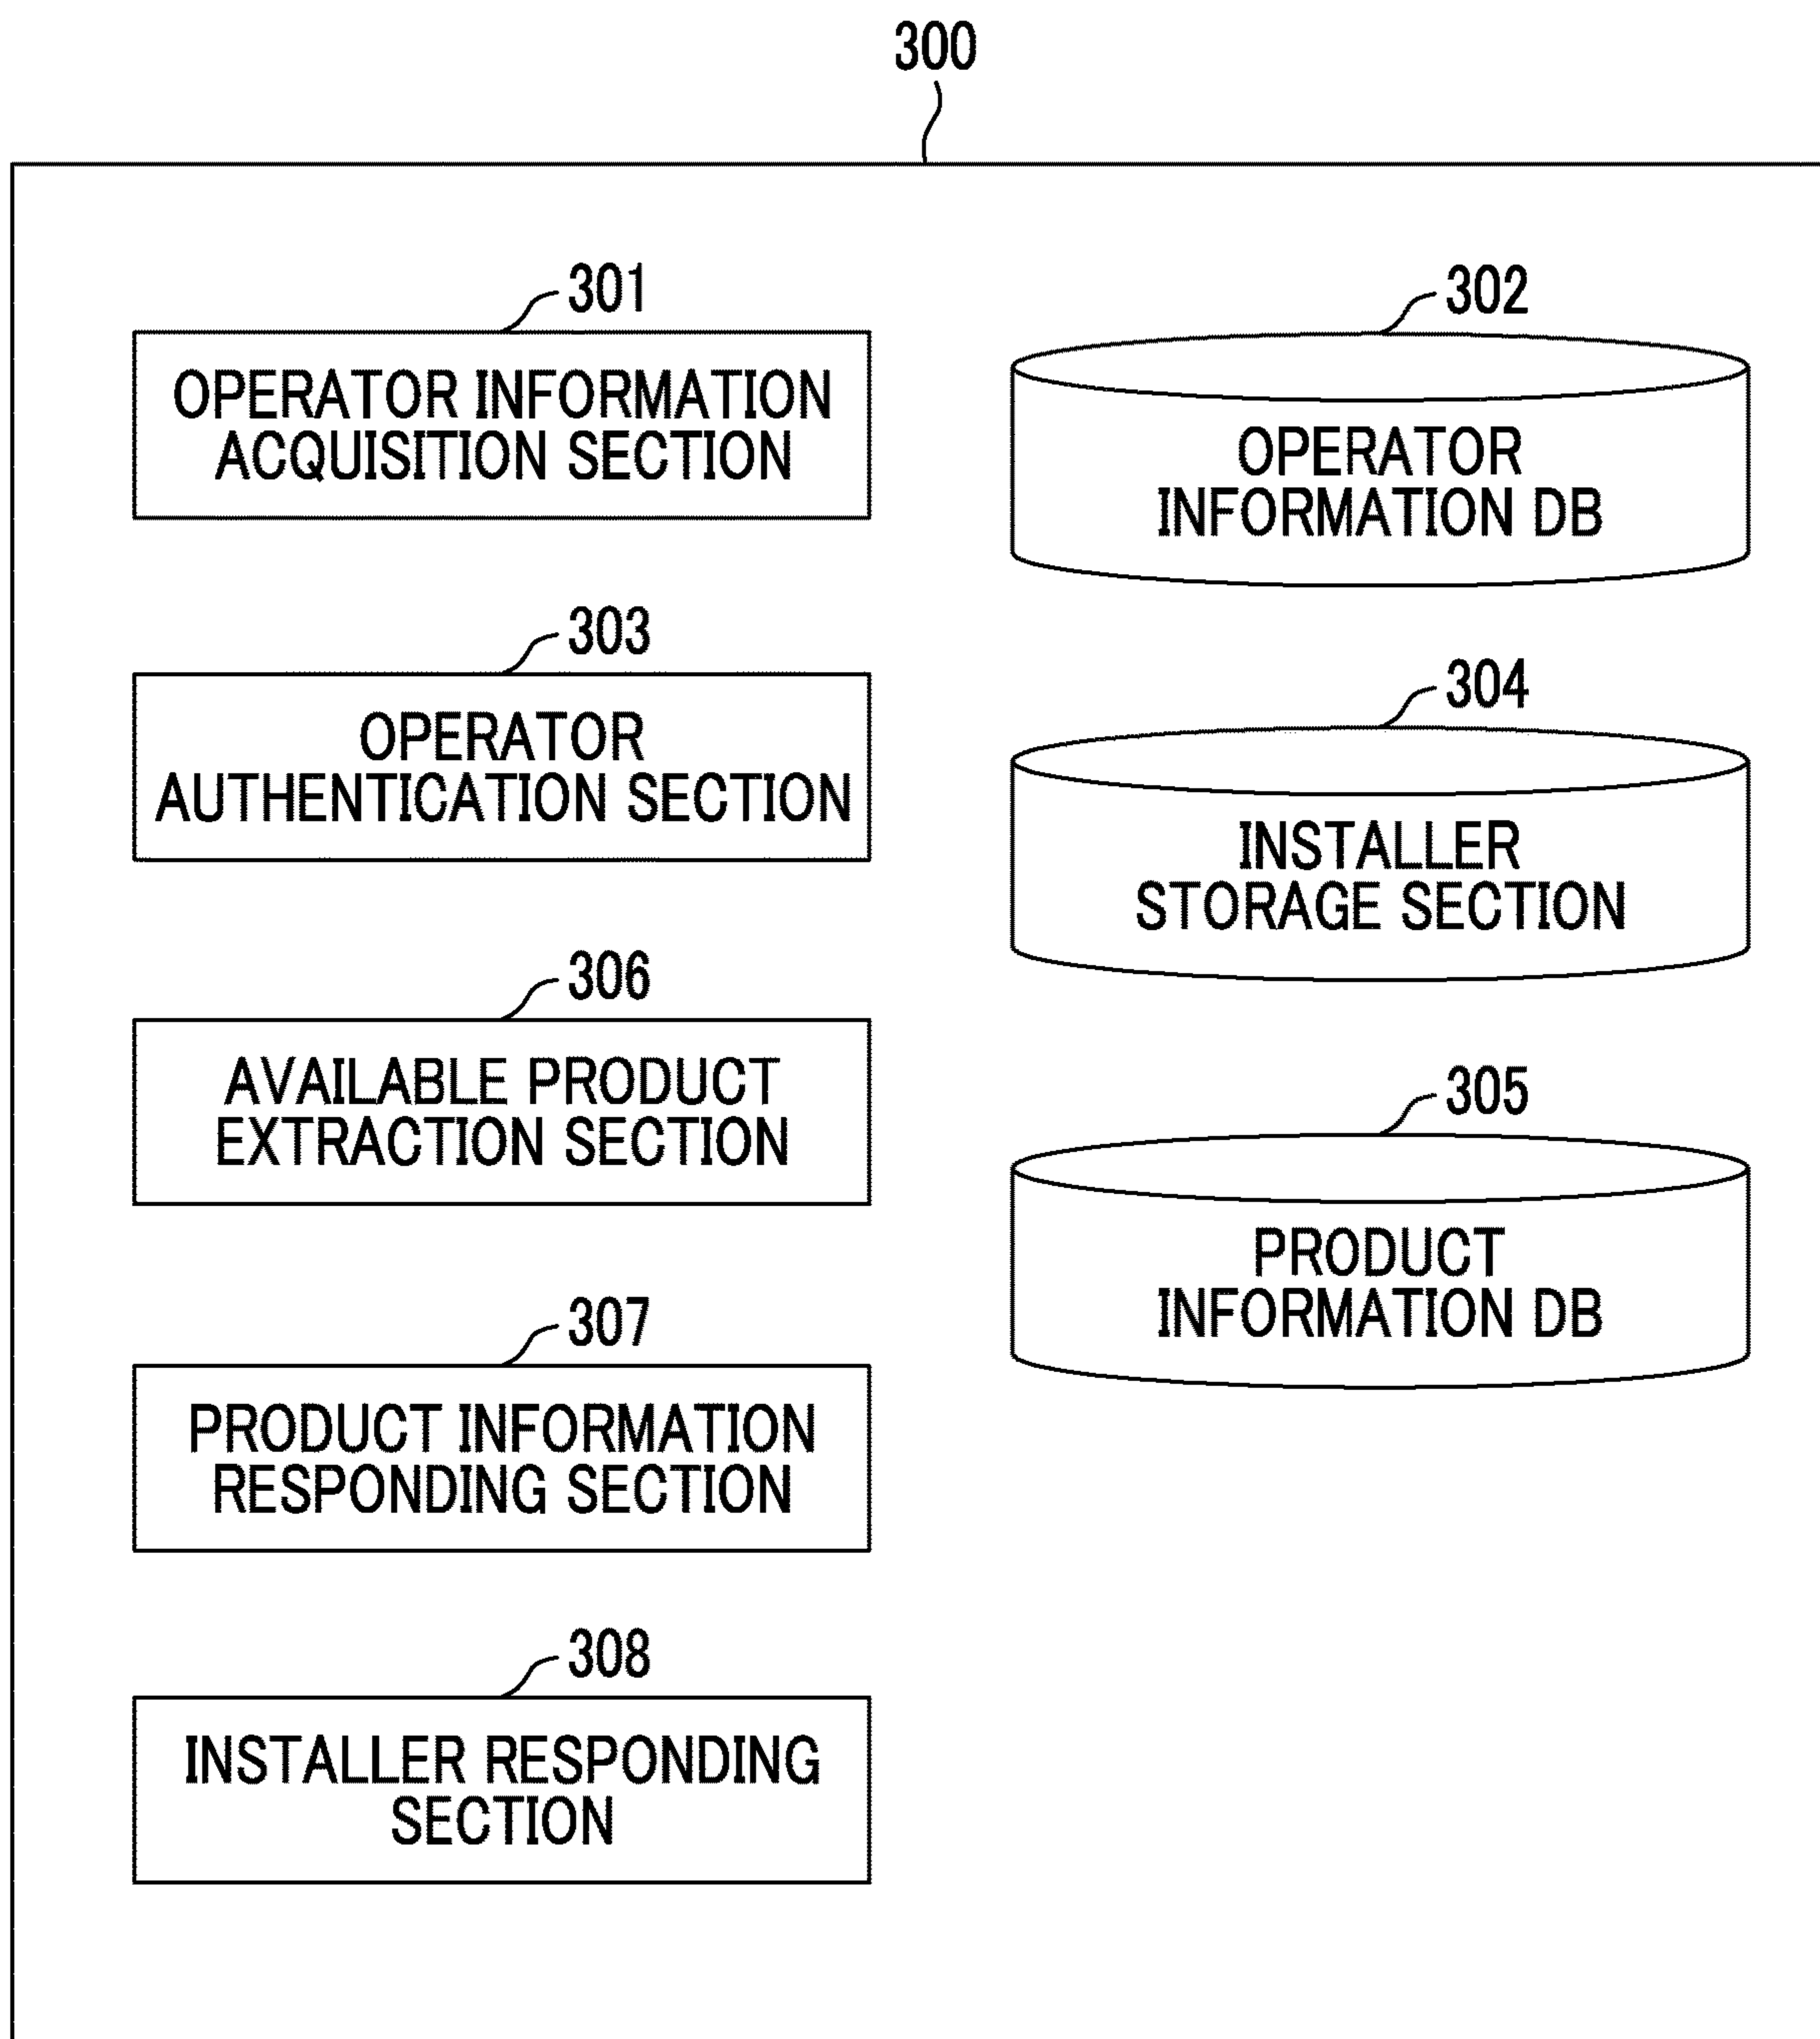 300
301
OPERATOR INFORMATION
ACQUISITION SECTION
302
OPERATOR
INFORMATION DB
303
OPERATOR
AUTHENTICATION SECTION
304
INSTALLER
STORAGE SECTION
306
AVAILABLE PRODUCT
EXTRACTION SECTION
305
PRODUCT
INFORMATION DB
307
PRODUCT INFORMATION
RESPONDING SECTION
308
INSTALLER RESPONDING
SECTION